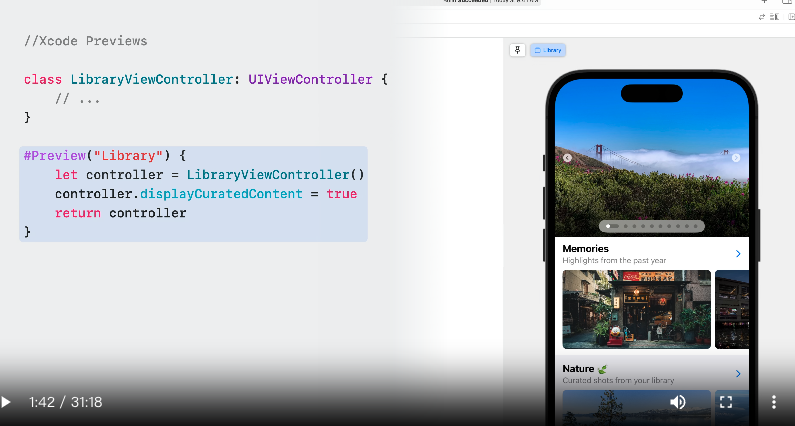 //Xcode Previews
class LibraryViewController: UIViewController {
// ...
}
#Preview("Library") {
let controller = LibraryViewController()
controller.displayCuratedContent = true
return controller
}
Library
Memories
Highlights from the past year
Nature 🌿
Curated shots from your library
1:42 / 31:18